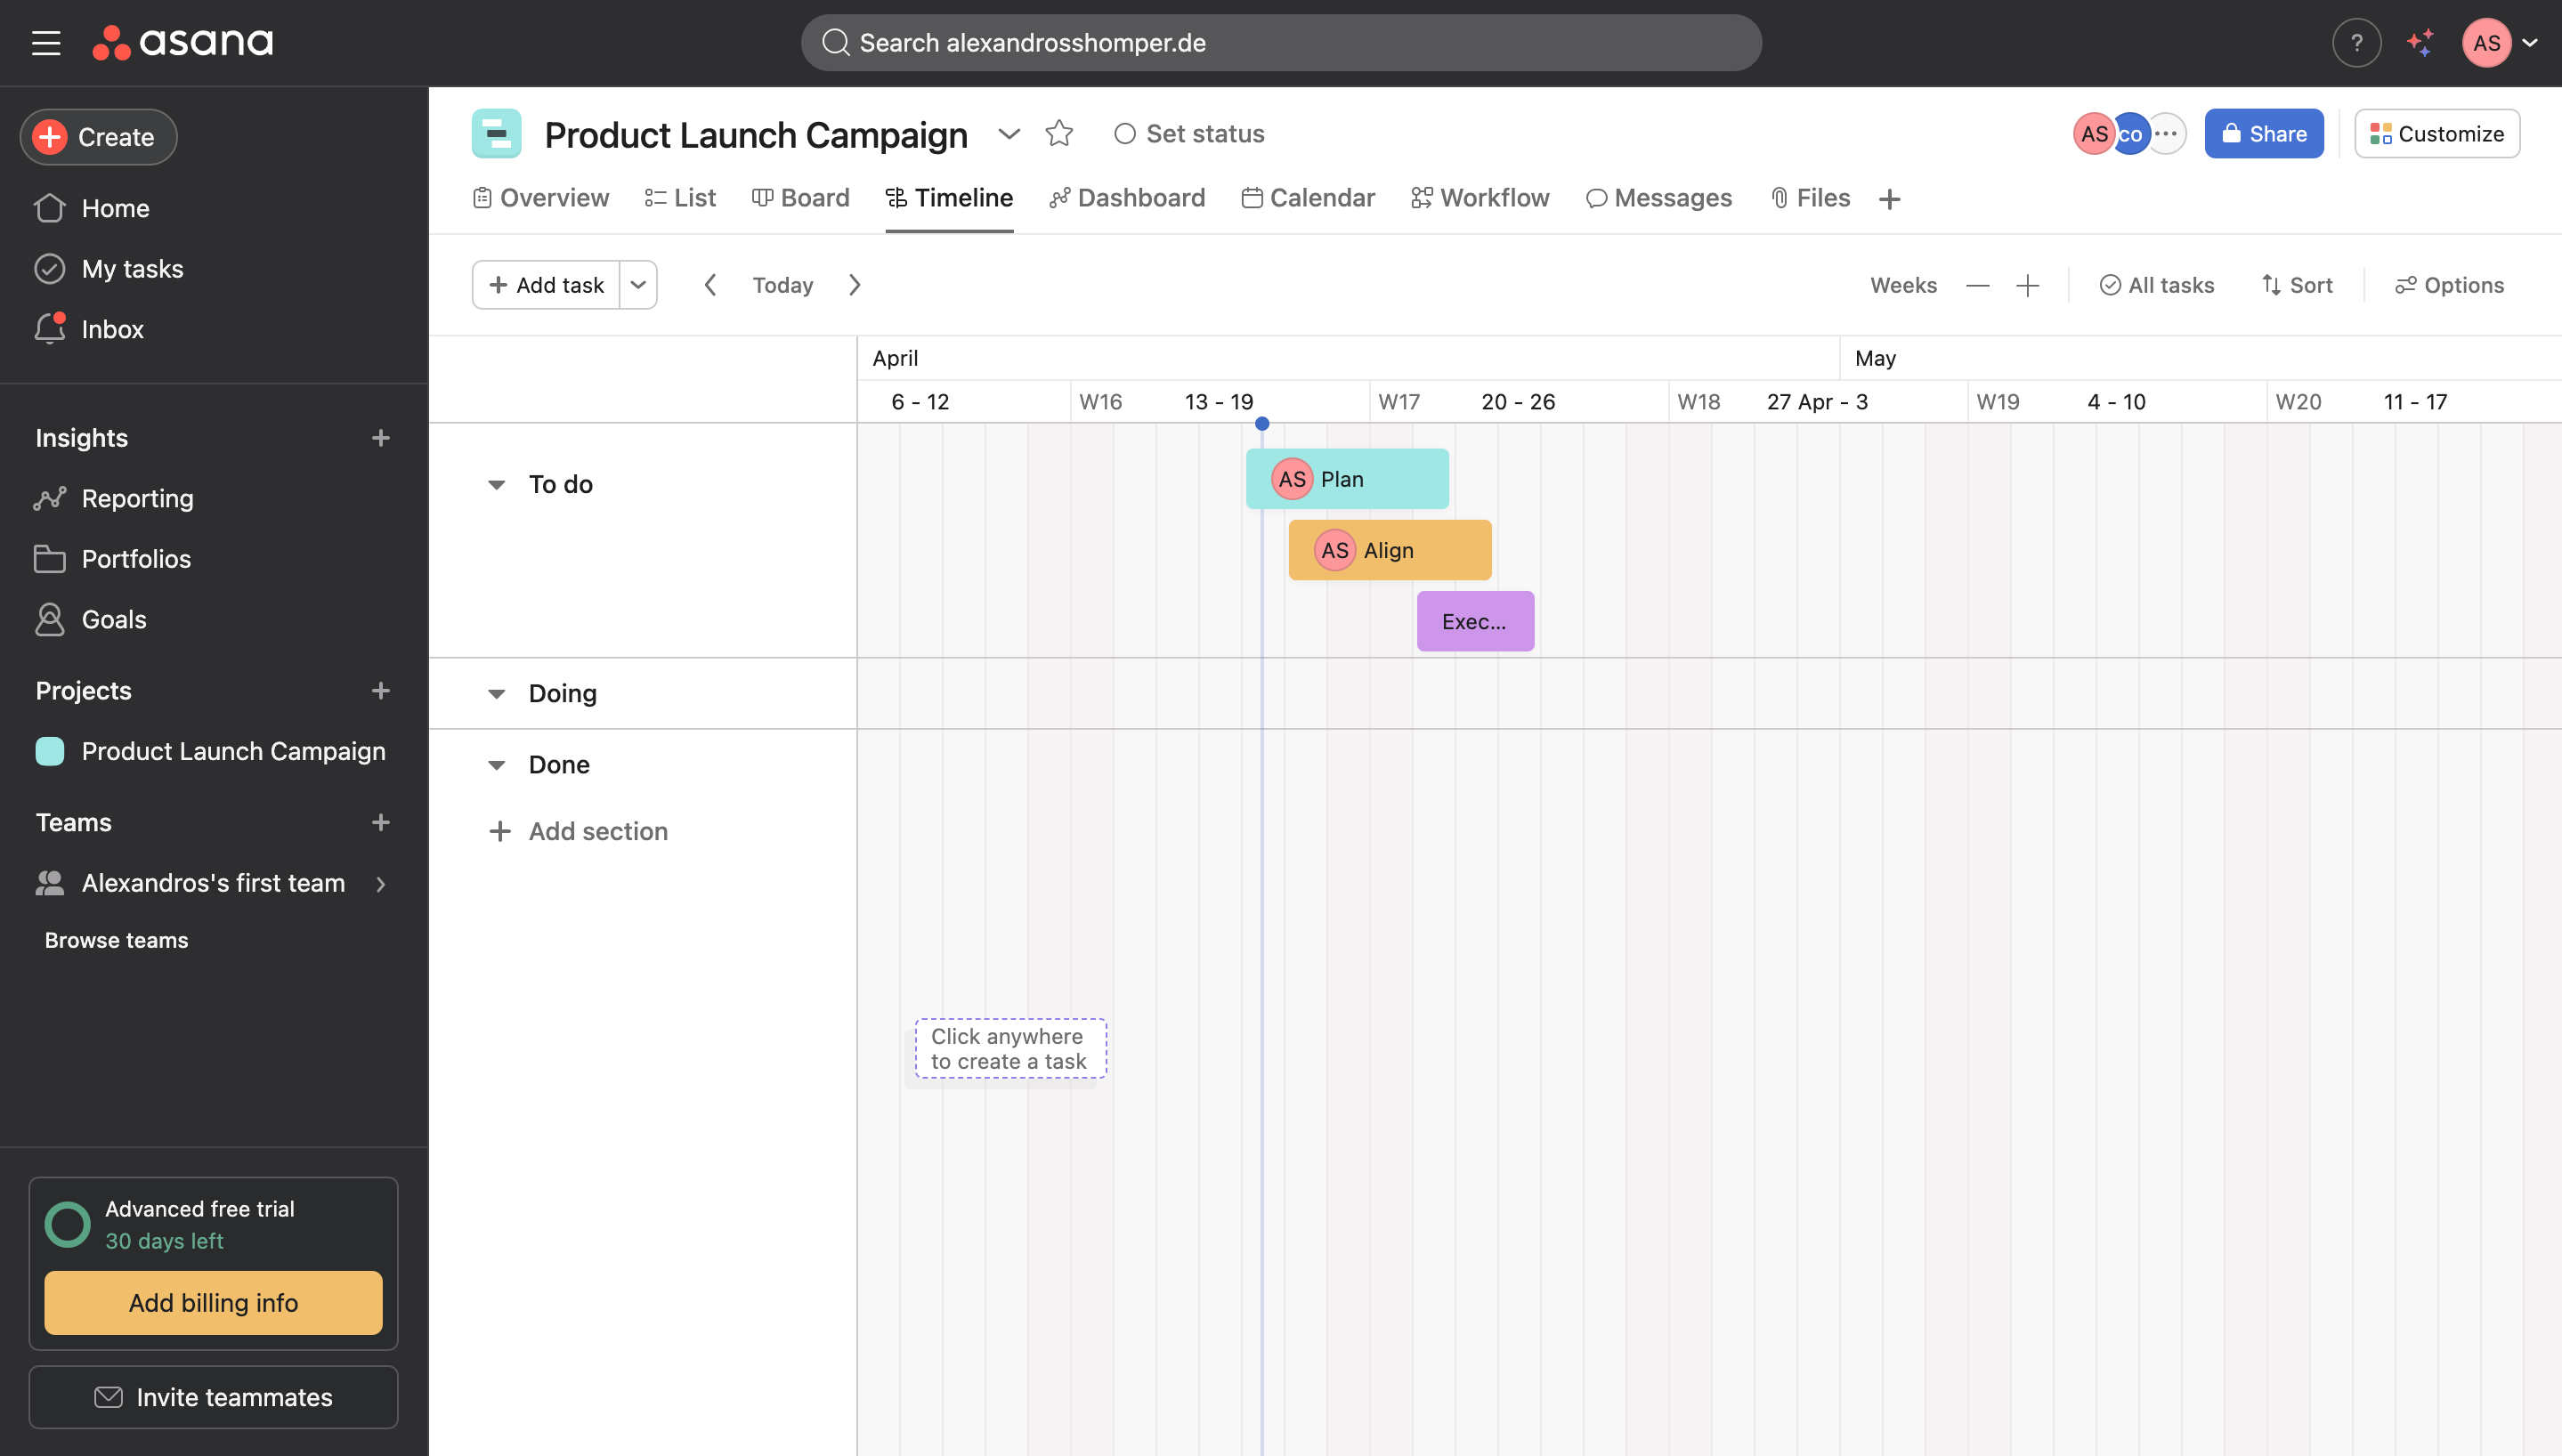 asana
Search alexandrosshomper.de
?
AS
Create
Home
My tasks
Inbox
Insights
Reporting
Portfolios
Goals
Projects
Product Launch Campaign
Teams
Alexandros's first team
Browse teams
Advanced free trial
30 days left
Add billing info
Invite teammates
Product Launch Campaign
Set status
AS
co
Share
Customize
Overview
List
Board
Timeline
Dashboard
Calendar
Workflow
Messages
Files
Add task
Today
Weeks
All tasks
Sort
Options
April
May
6 - 12
W16
13 - 19
W17
20 - 26
W18
27 Apr - 3
W19
4 - 10
W20
11 - 17
To do
AS Plan
AS Align
Exec...
Doing
Done
Add section
Click anywhere
to create a task